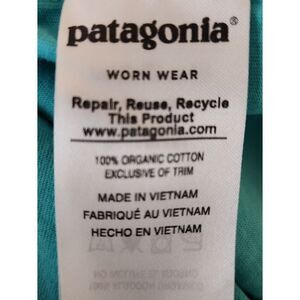 patagonia®
WORN WEAR
Repair, Reuse, Recycle
This Product
www.patagonia.com
100% ORGANIC COTTON
EXCLUSIVE OF TRIM
MADE IN VIETNAM
FABRIQUÉ AU VIETNAM
HECHO EN VIETNAM